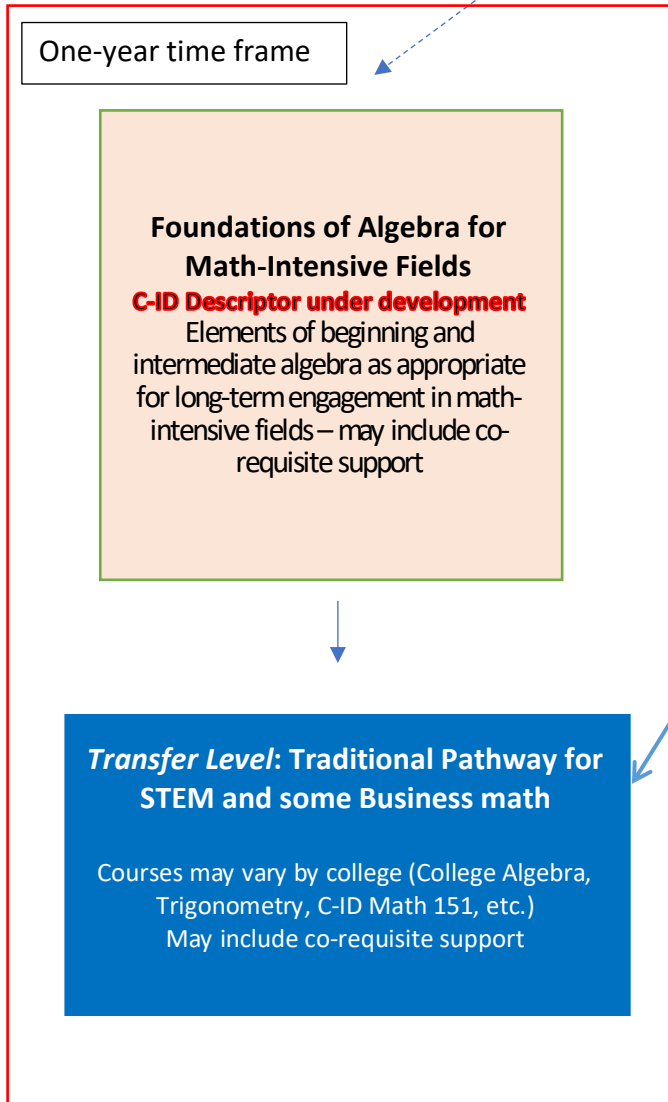 One-year time frame
Foundations of Algebra for
Math-Intensive Fields
C-ID Descriptor under development
Elements of beginning and
intermediate algebra as appropriate
for long-term engagement in math-
intensive fields – may include co-
requisite support
Transfer Level: Traditional Pathway for
STEM and some Business math
Courses may vary by college (College Algebra,
Trigonometry, C-ID Math 151, etc.)
May include co-requisite support